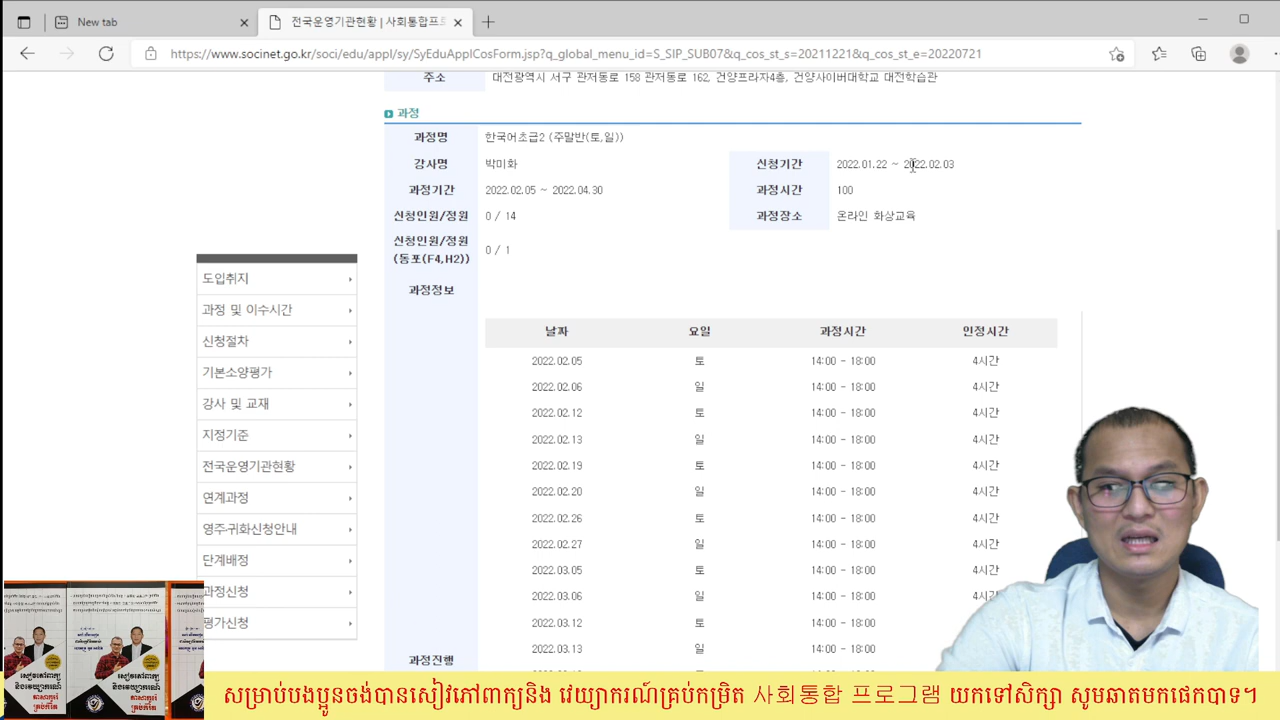 New tab
전국운영기관현황 | 사회통합프로
https://www.socinet.go.kr/soci/edu/appl/sy/SyEduApplCosForm.jsp?q_global_menu_id=S_SIP_SUB07&q_cos_st_s=20211221&q_cos_st_e=20220721
주소 대전광역시 서구 관저동로 158 관저동로 162, 건양프라자4층, 건양사이버대학교 대전학습관
과정
과정명 한국어초급2 (주말반(토,일))
강사명 박미화 신청기간 2022.01.22 ~ 2022.02.03
과정기간 2022.02.05 ~ 2022.04.30 과정시간 100
신청인원/정원 0 / 14 과정장소 온라인 화상교육
신청인원/정원
(동포(F4,H2)) 0 / 1
과정정보
날짜 요일 과정시간 인정시간
2022.02.05 토 14:00 - 18:00 4시간
2022.02.06 일 14:00 - 18:00 4시간
2022.02.12 토 14:00 - 18:00 4시간
2022.02.13 일 14:00 - 18:00 4시간
2022.02.19 토 14:00 - 18:00 4시간
2022.02.20 일 14:00 - 18:00 4시간
2022.02.26 토 14:00 - 18:00 4시간
2022.02.27 일 14:00 - 18:00 4시간
2022.03.05 토 14:00 - 18:00 4시간
2022.03.06 일 14:00 - 18:00 4시간
2022.03.12 토 14:00 - 18:00
2022.03.13 일 14:00 - 18:00
과정진행
도입취지
과정 및 이수시간
신청절차
기본소양평가
강사 및 교재
지정기준
전국운영기관현황
연계과정
영주·귀화신청안내
단계배정
과정신청
평가신청
សម្រាប់បងប្អូនចង់បានសៀវភៅពាក្យនិង វេយ្យាករណ៍គ្រប់កម្រិត 사회통합 프로그램 យកទៅសិក្សា សូមឆាតមកផេកបាទ។